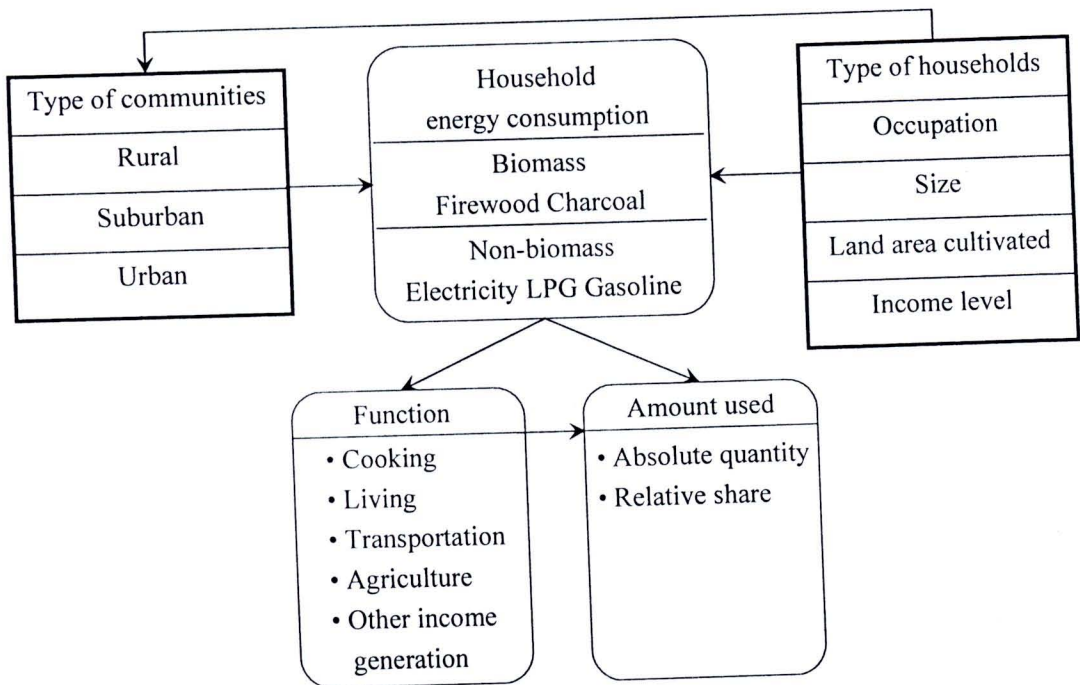 Type of communities
Rural
Suburban
Urban
Household
energy consumption
Biomass
Firewood Charcoal
Non-biomass
Electricity LPG Gasoline
Type of households
Occupation
Size
Land area cultivated
Income level
Function
• Cooking
• Living
• Transportation
• Agriculture
• Other income
generation
Amount used
• Absolute quantity
• Relative share